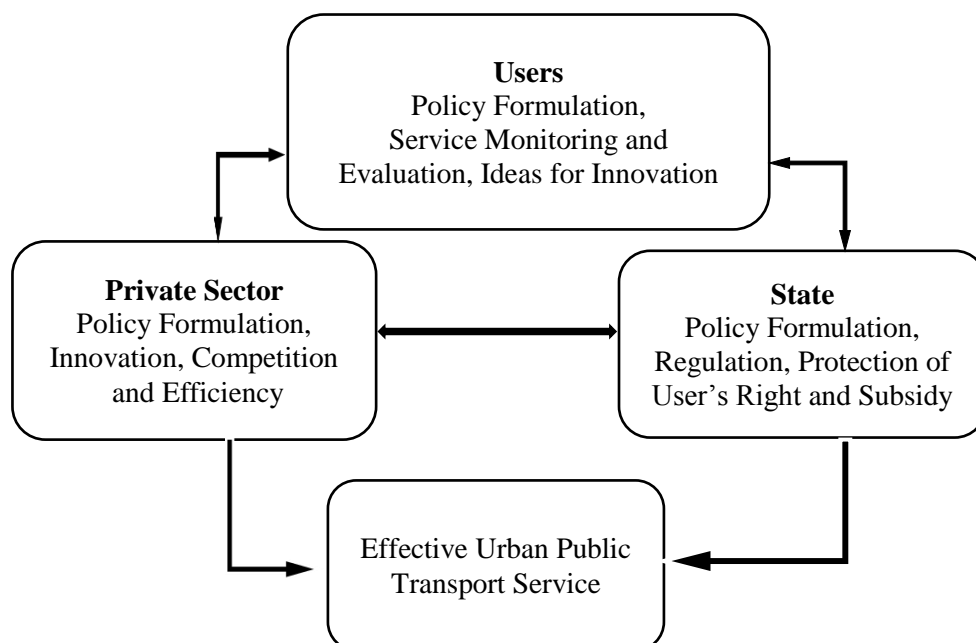 Users
Policy Formulation,
Service Monitoring and
Evaluation, Ideas for Innovation
Private Sector
Policy Formulation,
Innovation, Competition
and Efficiency
State
Policy Formulation,
Regulation, Protection of
User’s Right and Subsidy
Effective Urban Public
Transport Service